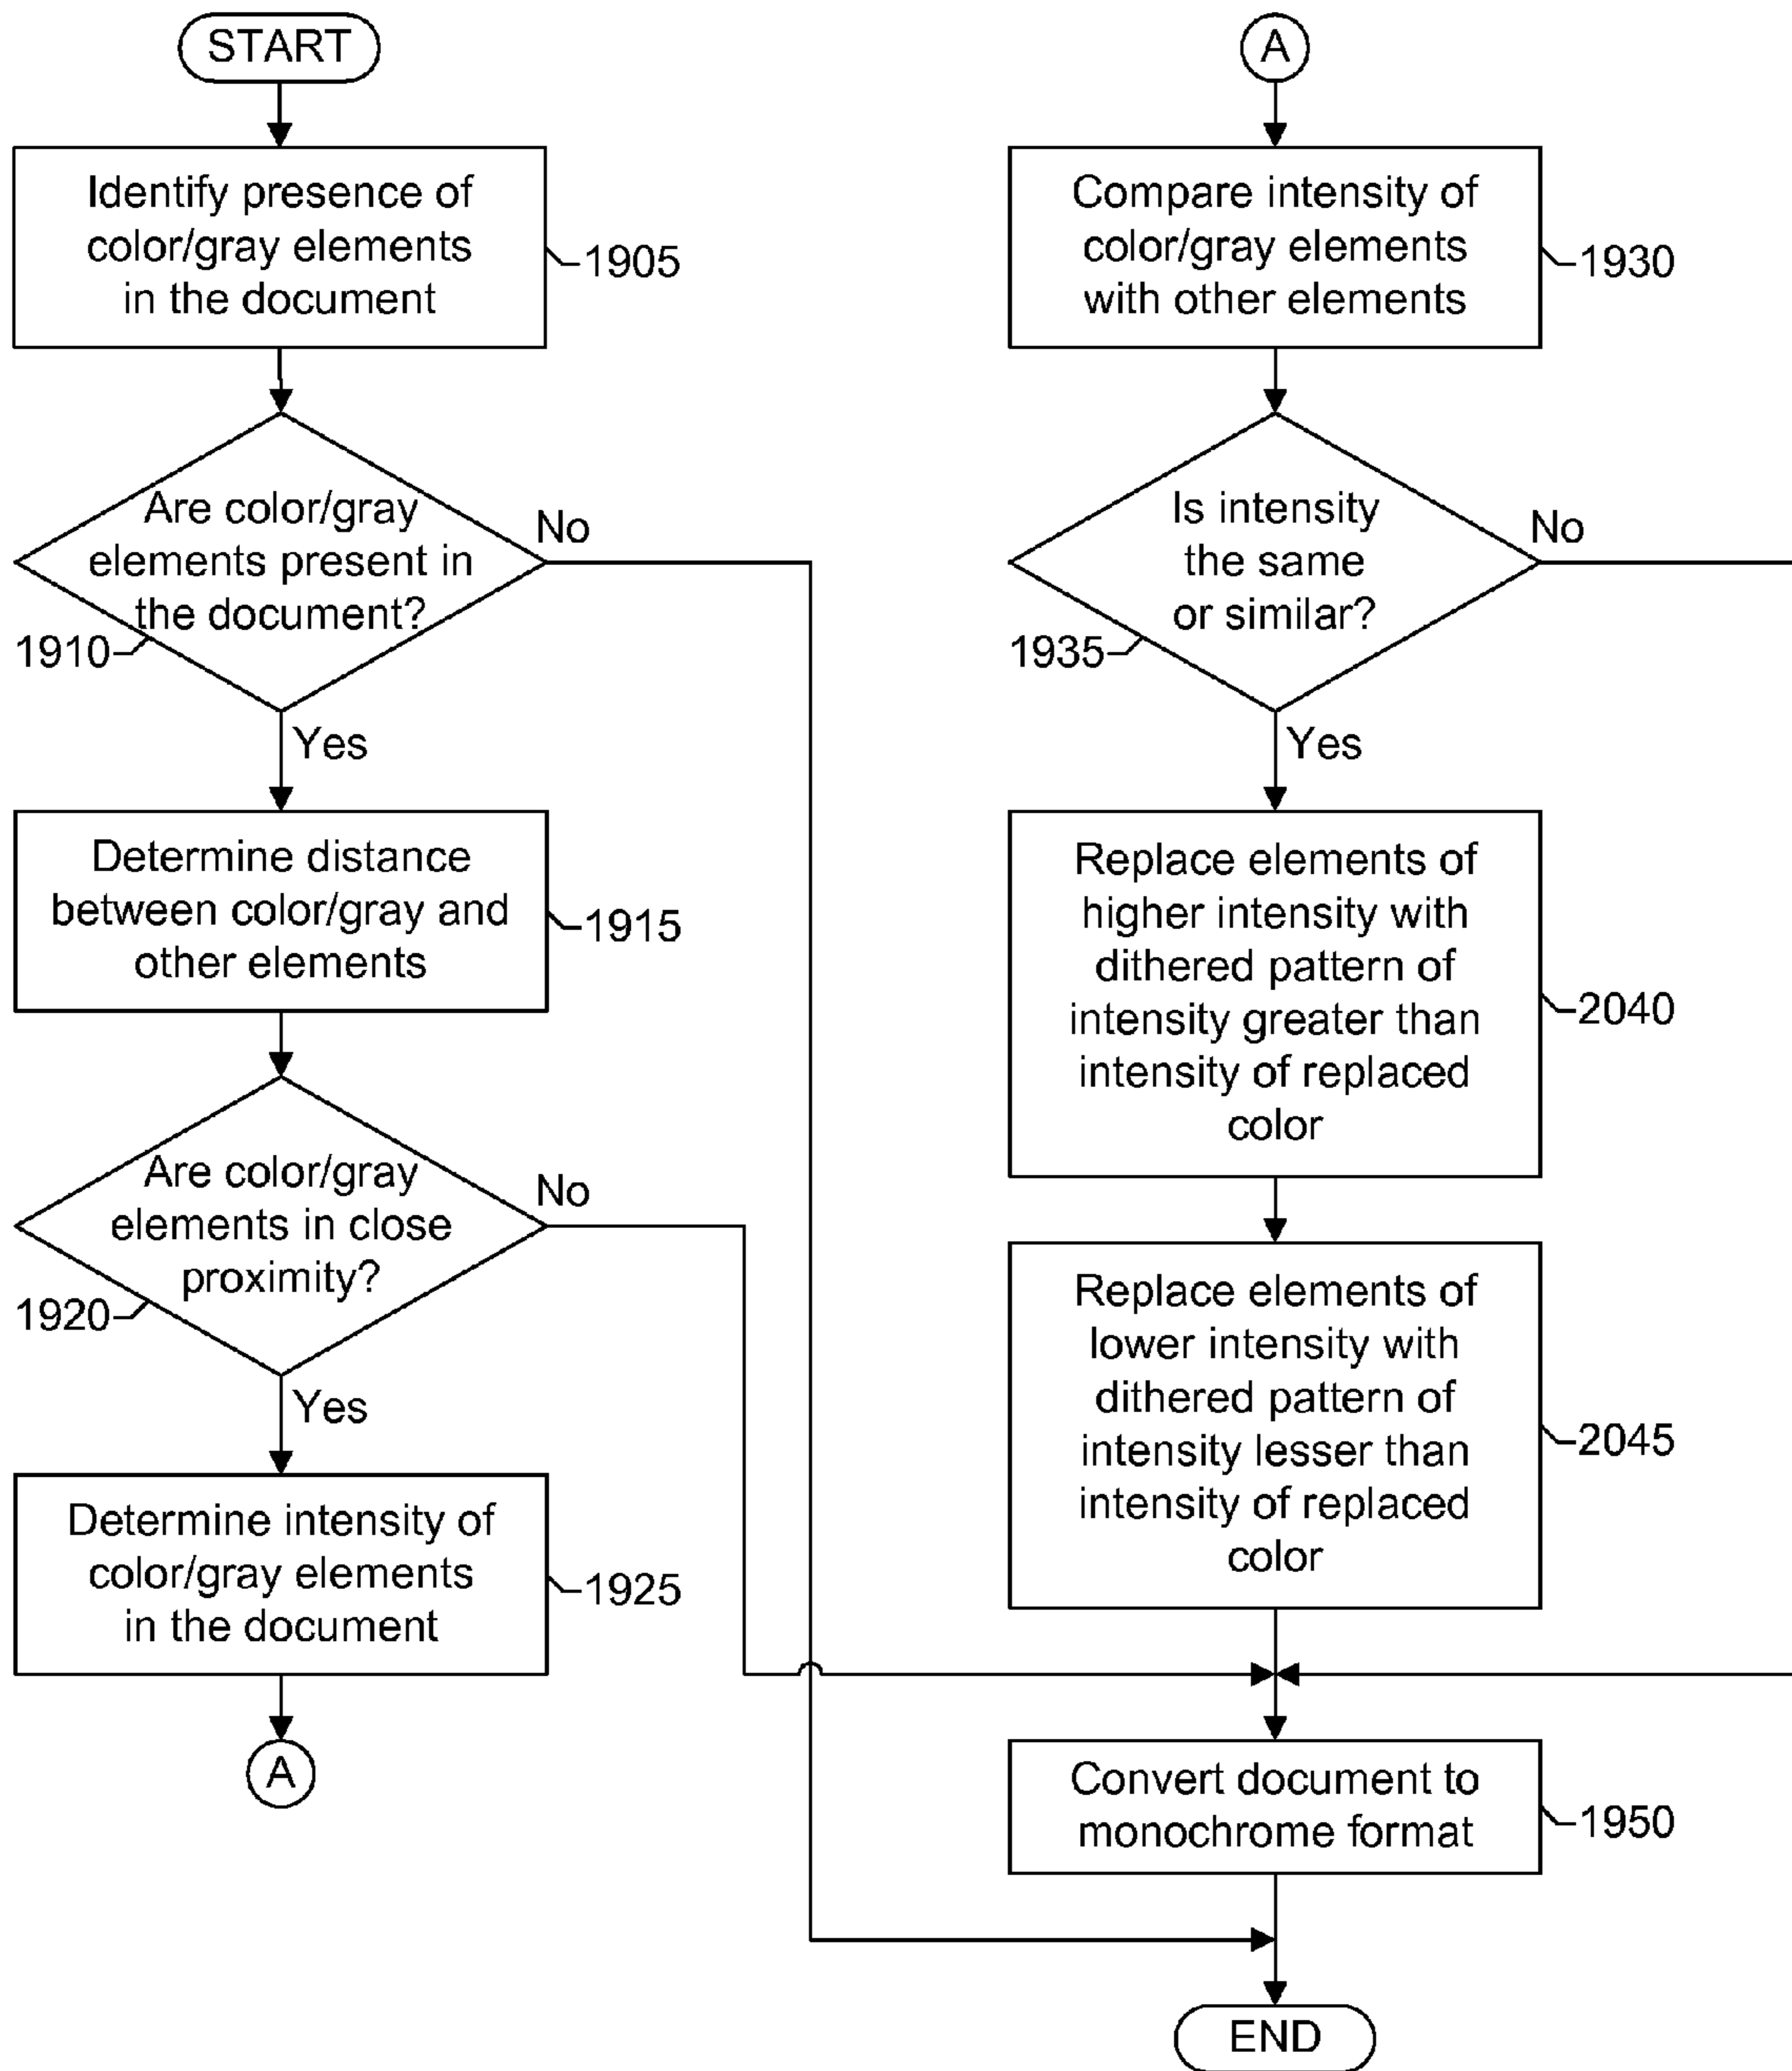 START
Identify presence of
color/gray elements
in the document
1905
Are color/gray
elements present in
the document?
No
1910
Yes
Determine distance
between color/gray and
other elements
1915
Are color/gray
elements in close
proximity?
No
1920
Yes
Determine intensity of
color/gray elements
in the document
1925
A
A
Compare intensity of
color/gray elements
with other elements
1930
Is intensity
the same
or similar?
No
1935
Yes
Replace elements of
higher intensity with
dithered pattern of
intensity greater than
intensity of replaced
color
2040
Replace elements of
lower intensity with
dithered pattern of
intensity lesser than
intensity of replaced
color
2045
Convert document to
monochrome format
1950
END